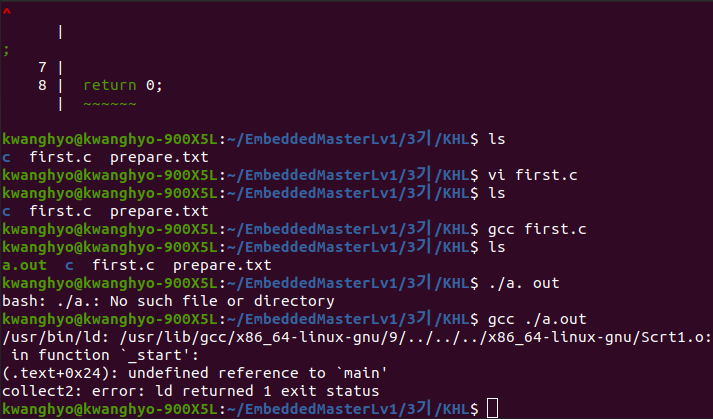 ^
|
;
7 |
8 |   return 0;
|   ~~~~~~
kwanghyo@kwanghyo-900X5L:~/EmbeddedMasterLv1/3기/KHL$ ls
c  first.c  prepare.txt
kwanghyo@kwanghyo-900X5L:~/EmbeddedMasterLv1/3기/KHL$ vi first.c
kwanghyo@kwanghyo-900X5L:~/EmbeddedMasterLv1/3기/KHL$ ls
c  first.c  prepare.txt
kwanghyo@kwanghyo-900X5L:~/EmbeddedMasterLv1/3기/KHL$ gcc first.c
kwanghyo@kwanghyo-900X5L:~/EmbeddedMasterLv1/3기/KHL$ ls
a.out  c  first.c  prepare.txt
kwanghyo@kwanghyo-900X5L:~/EmbeddedMasterLv1/3기/KHL$ ./a. out
bash: ./a.: No such file or directory
kwanghyo@kwanghyo-900X5L:~/EmbeddedMasterLv1/3기/KHL$ gcc ./a.out
/usr/bin/ld: /usr/lib/gcc/x86_64-linux-gnu/9/../../../x86_64-linux-gnu/Scrt1.o:
in function `_start':
(.text+0x24): undefined reference to `main'
collect2: error: ld returned 1 exit status
kwanghyo@kwanghyo-900X5L:~/EmbeddedMasterLv1/3기/KHL$